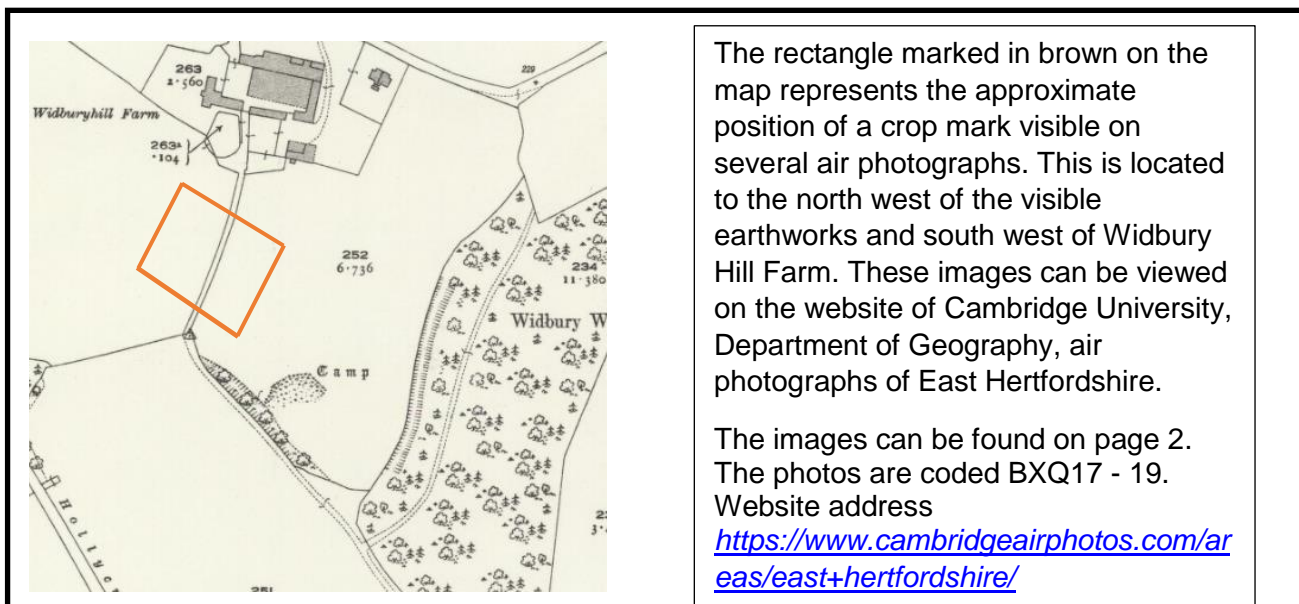 263
2·560
229
Widburyhill Farm
263A
·104
252
6·736
234
11·380
Widbury W
Camp
Hollyc
251
The rectangle marked in brown on the
map represents the approximate
position of a crop mark visible on
several air photographs. This is located
to the north west of the visible
earthworks and south west of Widbury
Hill Farm. These images can be viewed
on the website of Cambridge University,
Department of Geography, air
photographs of East Hertfordshire.
The images can be found on page 2.
The photos are coded BXQ17 - 19.
Website address
https://www.cambridgeairphotos.com/ar
eas/east+hertfordshire/